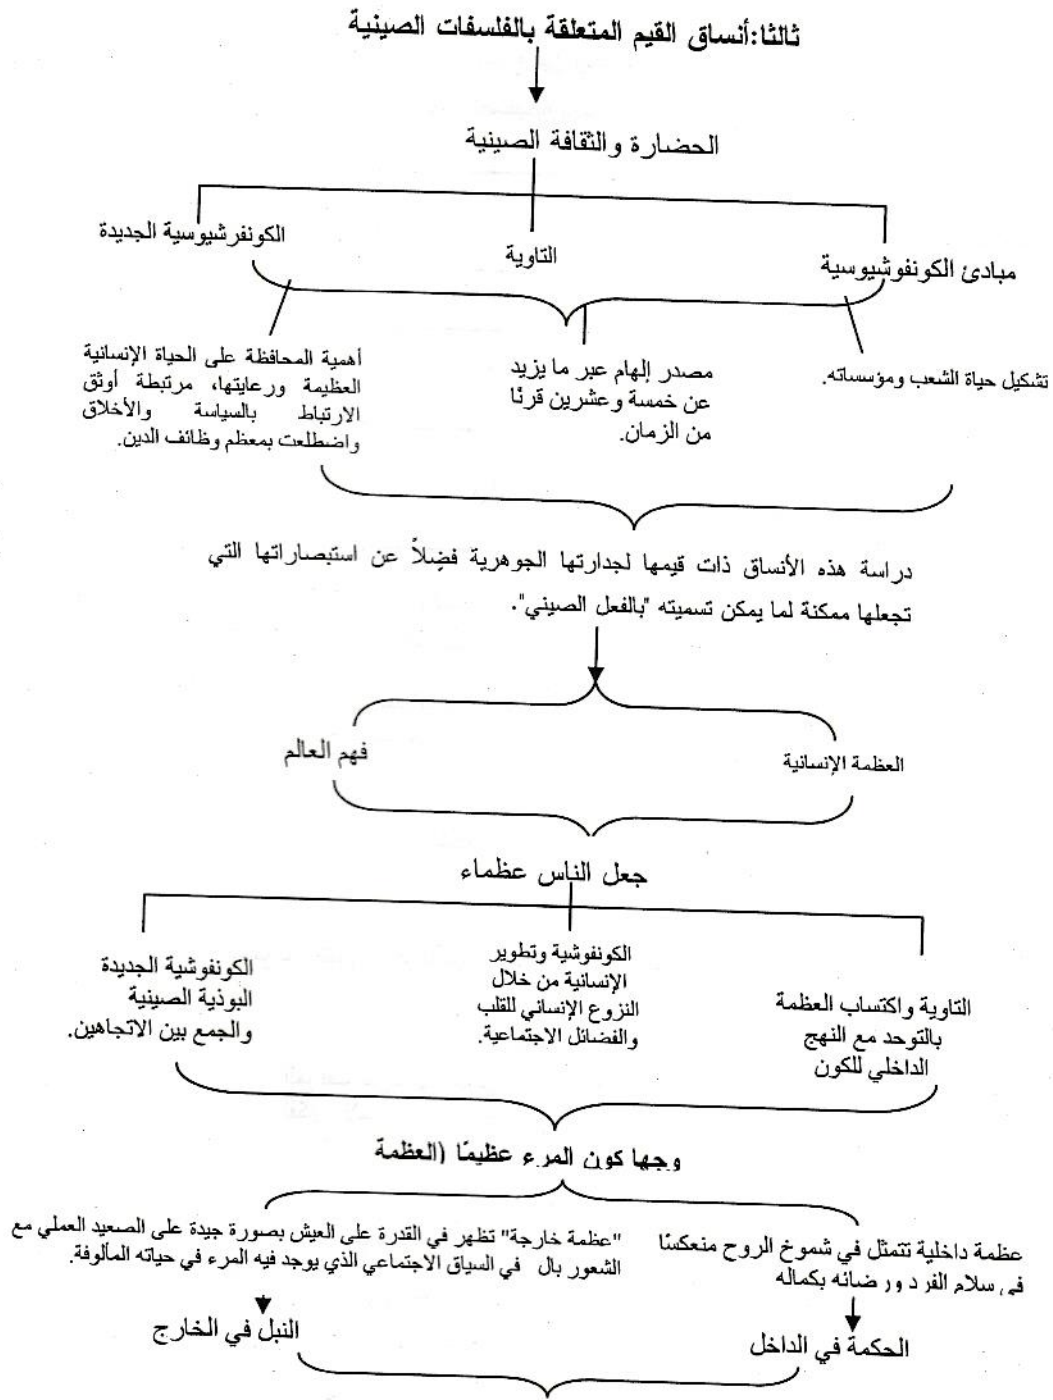 ثالثا:أنساق القيم المتعلقة بالفلسفات الصينية
الحضارة والثقافة الصينية
مبادئ الكونفوشيوسية
التاوية
الكونفرشيوسية الجديدة
تشكيل حياة الشعب ومؤسساته.
مصدر إلهام عبر ما يزيد
عن خمسة وعشرين قرنًا
من الزمان.
أهمية المحافظة على الحياة الإنسانية
العظيمة ورعايتها، مرتبطة أوثق
الارتباط بالسياسة والأخلاق
واضطلعت بمعظم وظائف الدين.
دراسة هذه الأنساق ذات قيمها لجدارتها الجوهرية فضلاً عن استبصاراتها التي
تجعلها ممكنة لما يمكن تسميته "بالفعل الصيني".
العظمة الإنسانية
فهم العالم
جعل الناس عظماء
التاوية واكتساب العظمة
بالتوحد مع النهج
الداخلي للكون
الكونفوشية وتطوير
الإنسانية من خلال
النزوع الإنساني للقلب
والفضائل الاجتماعية.
الكونفوشية الجديدة
البوذية الصينية
والجمع بين الاتجاهين.
وجها كون المرء عظيمًا (العظمة
عظمة داخلية تتمثل في شموخ الروح منعكسًا
في سلام الفرد ورضائه بكماله
"عظمة خارجة" تظهر في القدرة على العيش بصورة جيدة على الصعيد العملي مع
الشعور بال في السياق الاجتماعي الذي يوجد فيه المرء في حياته المألوفة.
الحكمة في الداخل
النبل في الخارج